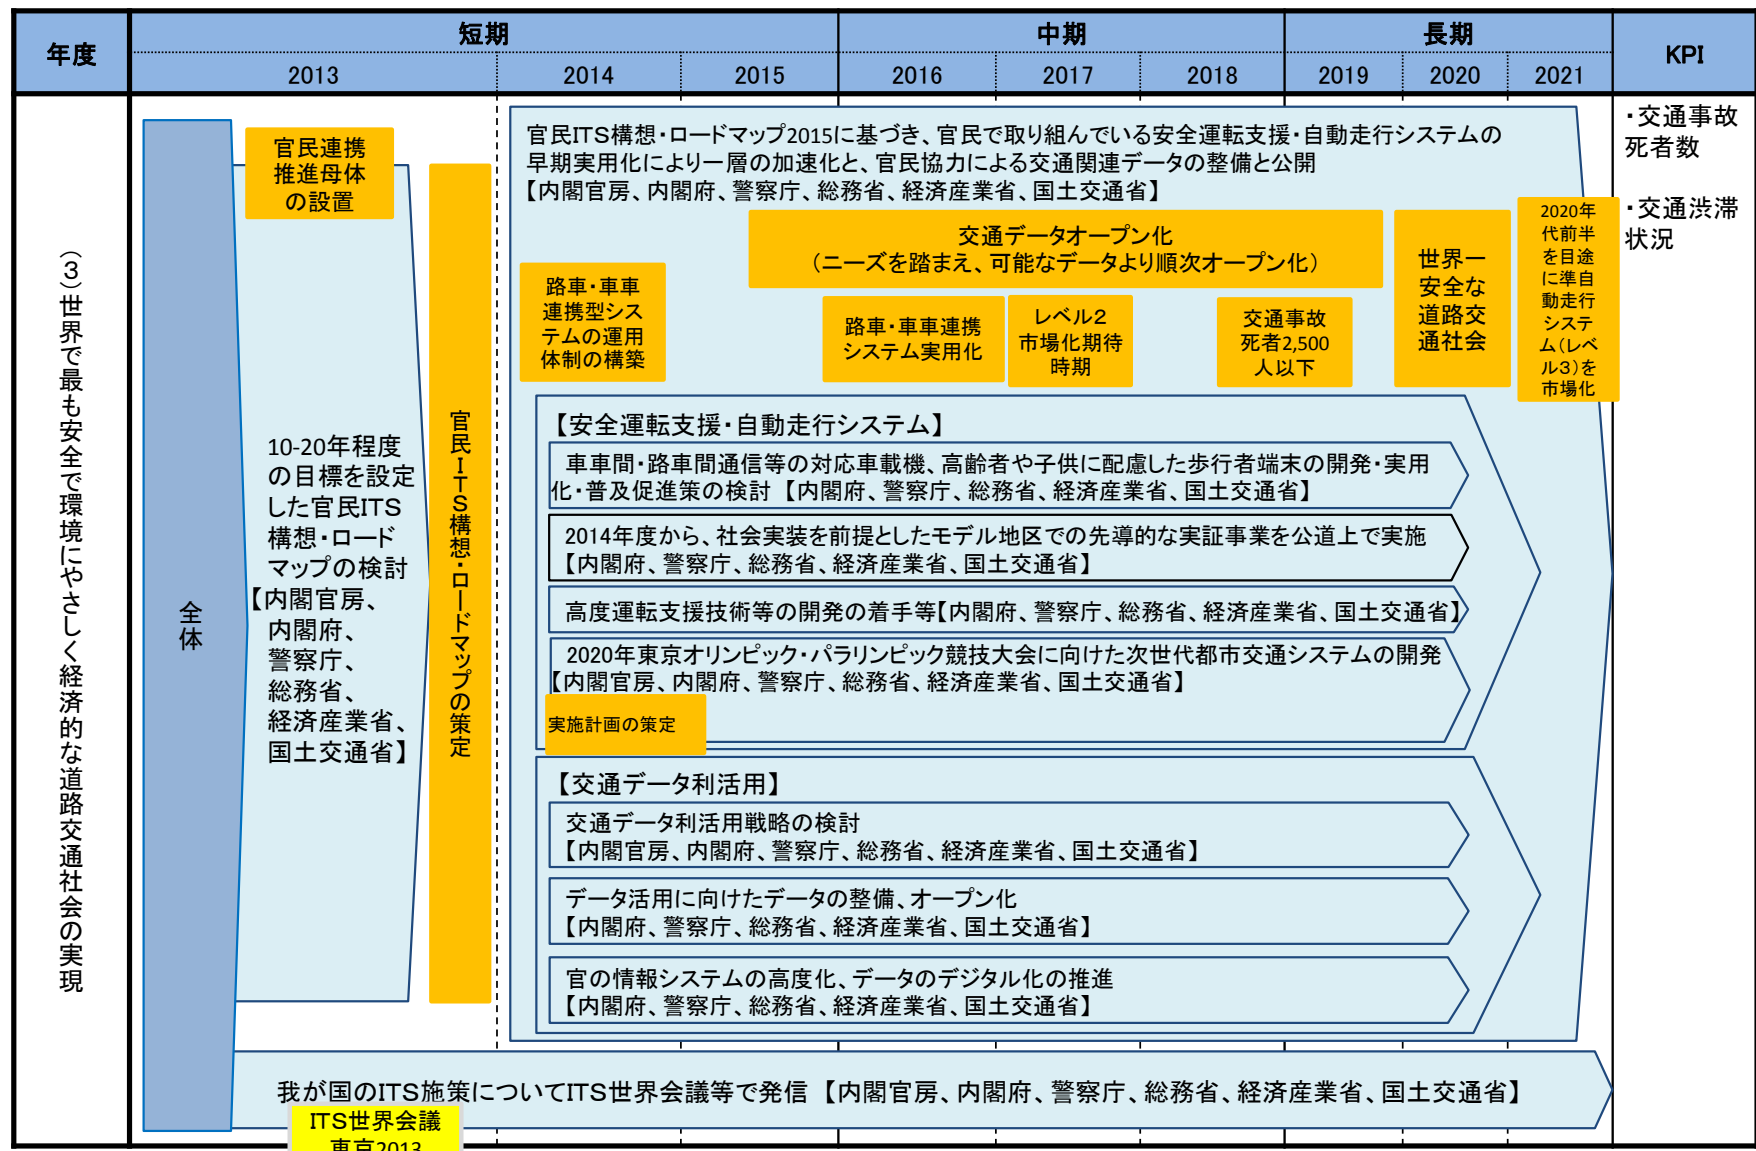 年度
短期
中期
長期
KPI
2013
2014
2015
2016
2017
2018
2019
2020
2021
（３）世界で最も安全で環境にやさしく経済的な道路交通社会の実現
全体
官民連携
推進母体
の設置
10-20年程度
の目標を設定
した官民ITS
構想・ロード
マップの検討
【内閣官房、
内閣府、
警察庁、
総務省、
経済産業省、
国土交通省】
官民ITS構想・ロードマップの策定
官民ITS構想・ロードマップ2015に基づき、官民で取り組んでいる安全運転支援・自動走行システムの
早期実用化により一層の加速化と、官民協力による交通関連データの整備と公開
【内閣官房、内閣府、警察庁、総務省、経済産業省、国土交通省】
交通データオープン化
（ニーズを踏まえ、可能なデータより順次オープン化）
路車・車車
連携型シス
テムの運用
体制の構築
路車・車車連携
システム実用化
レベル２
市場化期待
時期
交通事故
死者2,500
人以下
世界一
安全な
道路交
通社会
2020年
代前半
を目途
に準自
動走行
システ
ム（レベ
ル３）を
市場化
【安全運転支援・自動走行システム】
車車間・路車間通信等の対応車載機、高齢者や子供に配慮した歩行者端末の開発・実用
化・普及促進策の検討 【内閣府、警察庁、総務省、経済産業省、国土交通省】
2014年度から、社会実装を前提としたモデル地区での先導的な実証事業を公道上で実施
【内閣府、警察庁、総務省、経済産業省、国土交通省】
高度運転支援技術等の開発の着手等【内閣府、警察庁、総務省、経済産業省、国土交通省】
2020年東京オリンピック・パラリンピック競技大会に向けた次世代都市交通システムの開発
【内閣官房、内閣府、警察庁、総務省、経済産業省、国土交通省】
実施計画の策定
【交通データ利活用】
交通データ利活用戦略の検討
【内閣官房、内閣府、警察庁、総務省、経済産業省、国土交通省】
データ活用に向けたデータの整備、オープン化
【内閣府、警察庁、総務省、経済産業省、国土交通省】
官の情報システムの高度化、データのデジタル化の推進
【内閣府、警察庁、総務省、経済産業省、国土交通省】
我が国のITS施策についてITS世界会議等で発信 【内閣官房、内閣府、警察庁、総務省、経済産業省、国土交通省】
ITS世界会議
東京2013
・交通事故
死者数
・交通渋滞
状況